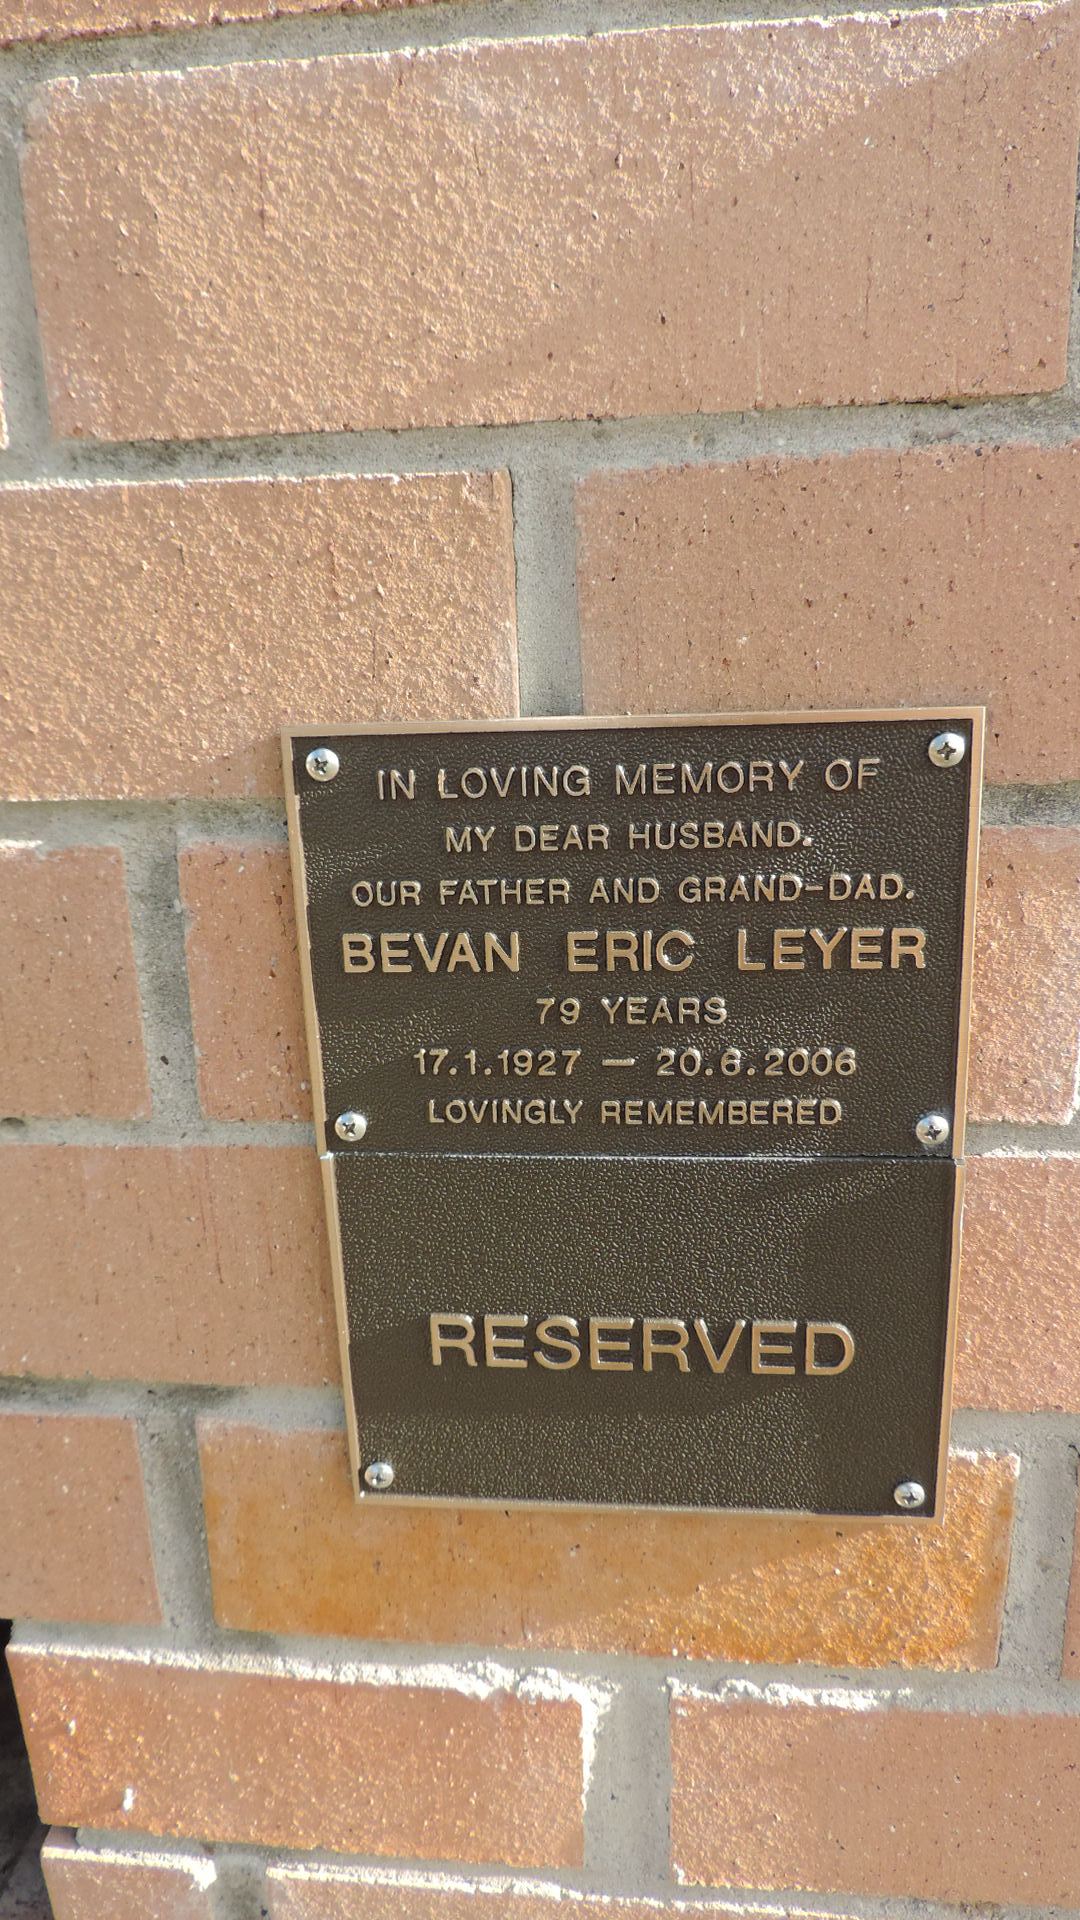 IN LOVING MEMORY OF
MY DEAR HUSBAND.
OUR FATHER AND GRAND-DAD.
BEVAN ERIC LEYER
79 YEARS
17.1.1927 — 20.6.2006
LOVINGLY REMEMBERED
RESERVED